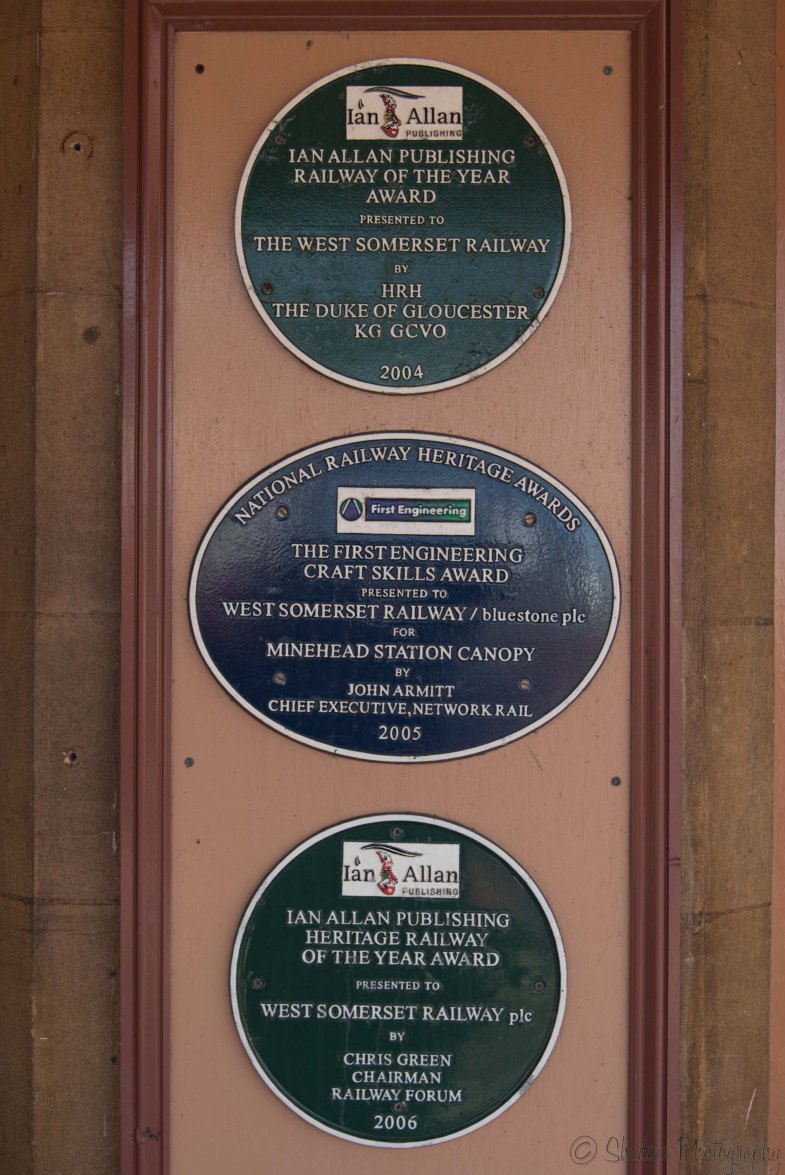 Ian Allan
PUBLISHING
IAN ALLAN PUBLISHING
RAILWAY OF THE YEAR
AWARD
PRESENTED TO
THE WEST SOMERSET RAILWAY
BY
HRH
THE DUKE OF GLOUCESTER
KG GCVO
2004
NATIONAL RAILWAY HERITAGE AWARDS
First Engineering
THE FIRST ENGINEERING
CRAFT SKILLS AWARD
PRESENTED TO
WEST SOMERSET RAILWAY / bluestone plc
FOR
MINEHEAD STATION CANOPY
BY
JOHN ARMITT
CHIEF EXECUTIVE, NETWORK RAIL
2005
Ian Allan
PUBLISHING
IAN ALLAN PUBLISHING
HERITAGE RAILWAY
OF THE YEAR AWARD
PRESENTED TO
WEST SOMERSET RAILWAY plc
BY
CHRIS GREEN
CHAIRMAN
RAILWAY FORUM
2006
© Shadow Photography